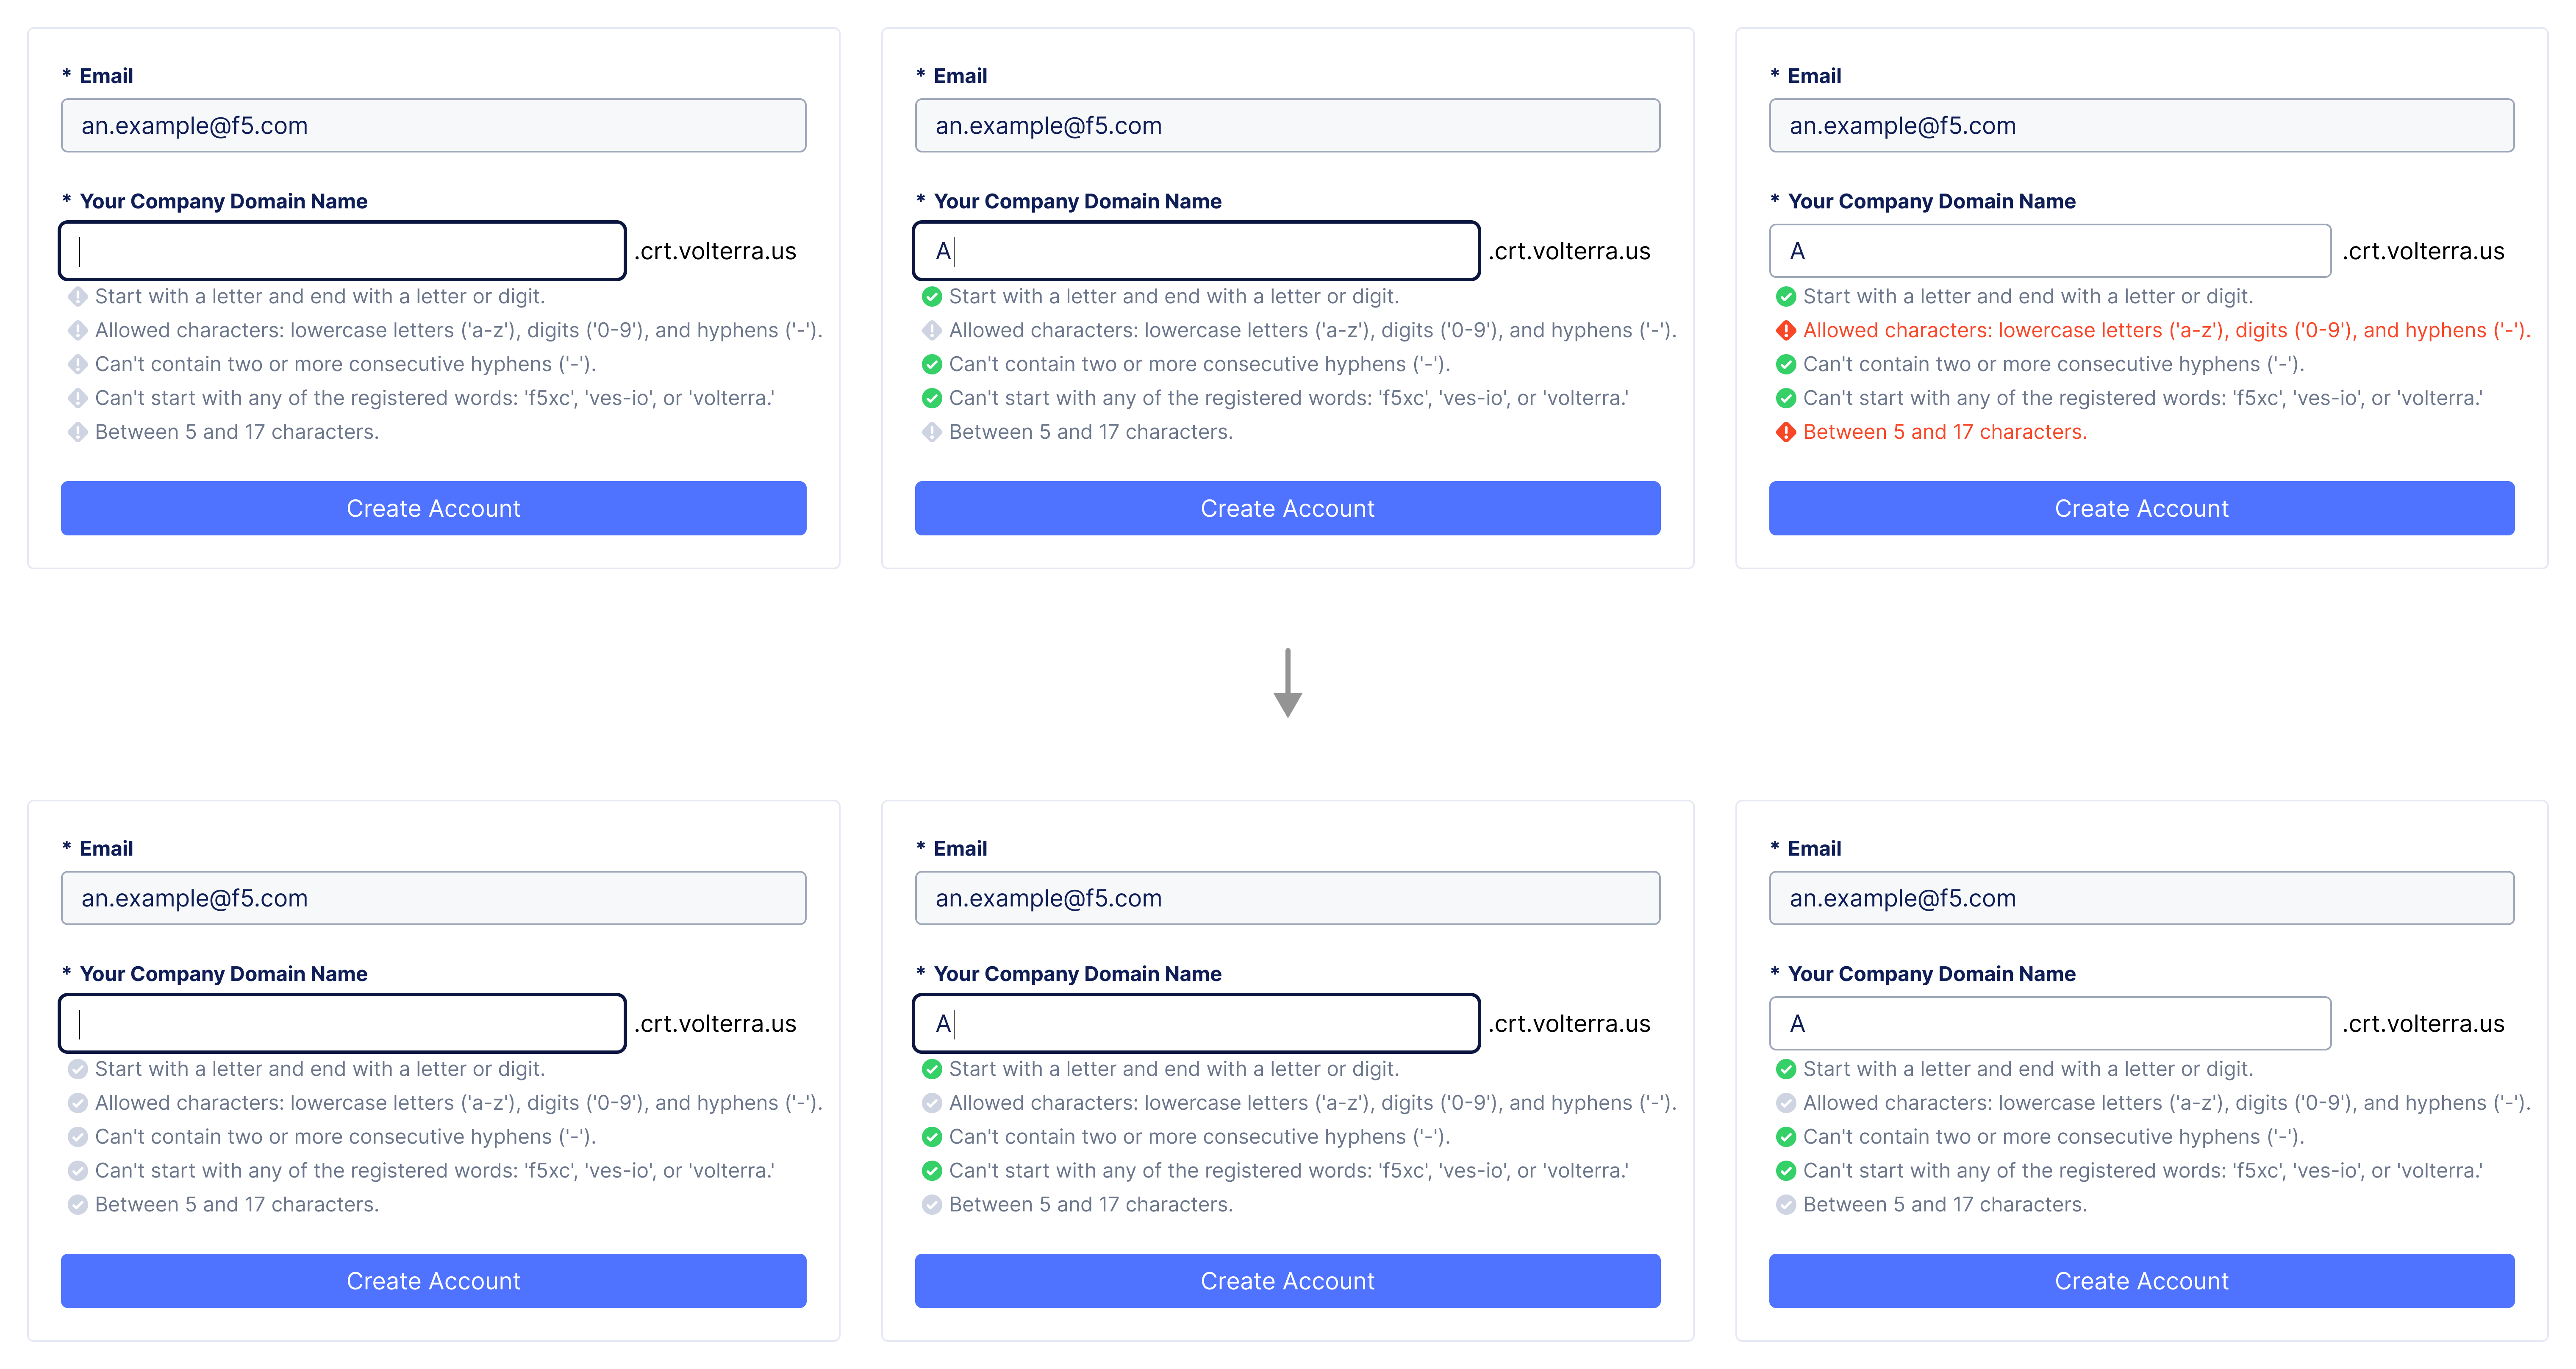 * Email
an.example@f5.com
* Your Company Domain Name
.crt.volterra.us
Start with a letter and end with a letter or digit.
Allowed characters: lowercase letters ('a-z'), digits ('0-9'), and hyphens ('-').
Can't contain two or more consecutive hyphens ('-').
Can't start with any of the registered words: 'f5xc', 'ves-io', or 'volterra.'
Between 5 and 17 characters.
Create Account
* Email
an.example@f5.com
* Your Company Domain Name
A .crt.volterra.us
Start with a letter and end with a letter or digit.
Allowed characters: lowercase letters ('a-z'), digits ('0-9'), and hyphens ('-').
Can't contain two or more consecutive hyphens ('-').
Can't start with any of the registered words: 'f5xc', 'ves-io', or 'volterra.'
Between 5 and 17 characters.
Create Account
* Email
an.example@f5.com
* Your Company Domain Name
A .crt.volterra.us
Start with a letter and end with a letter or digit.
Allowed characters: lowercase letters ('a-z'), digits ('0-9'), and hyphens ('-').
Can't contain two or more consecutive hyphens ('-').
Can't start with any of the registered words: 'f5xc', 'ves-io', or 'volterra.'
Between 5 and 17 characters.
Create Account
* Email
an.example@f5.com
* Your Company Domain Name
.crt.volterra.us
Start with a letter and end with a letter or digit.
Allowed characters: lowercase letters ('a-z'), digits ('0-9'), and hyphens ('-').
Can't contain two or more consecutive hyphens ('-').
Can't start with any of the registered words: 'f5xc', 'ves-io', or 'volterra.'
Between 5 and 17 characters.
Create Account
* Email
an.example@f5.com
* Your Company Domain Name
A .crt.volterra.us
Start with a letter and end with a letter or digit.
Allowed characters: lowercase letters ('a-z'), digits ('0-9'), and hyphens ('-').
Can't contain two or more consecutive hyphens ('-').
Can't start with any of the registered words: 'f5xc', 'ves-io', or 'volterra.'
Between 5 and 17 characters.
Create Account
* Email
an.example@f5.com
* Your Company Domain Name
A .crt.volterra.us
Start with a letter and end with a letter or digit.
Allowed characters: lowercase letters ('a-z'), digits ('0-9'), and hyphens ('-').
Can't contain two or more consecutive hyphens ('-').
Can't start with any of the registered words: 'f5xc', 'ves-io', or 'volterra.'
Between 5 and 17 characters.
Create Account